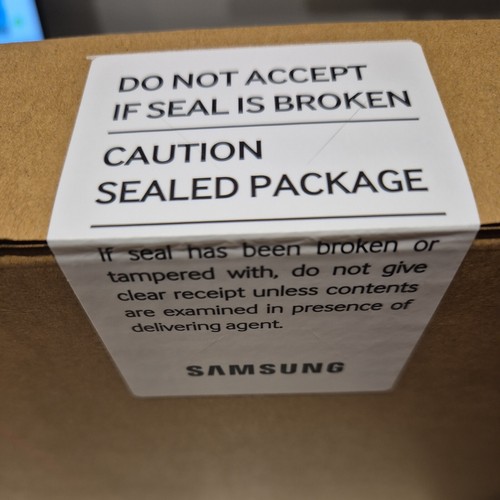 DO NOT ACCEPT
IF SEAL IS BROKEN
CAUTION
SEALED PACKAGE
If seal has been broken or
tampered with, do not give
clear receipt unless contents
are examined in presence of
delivering agent.
SAMSUNG